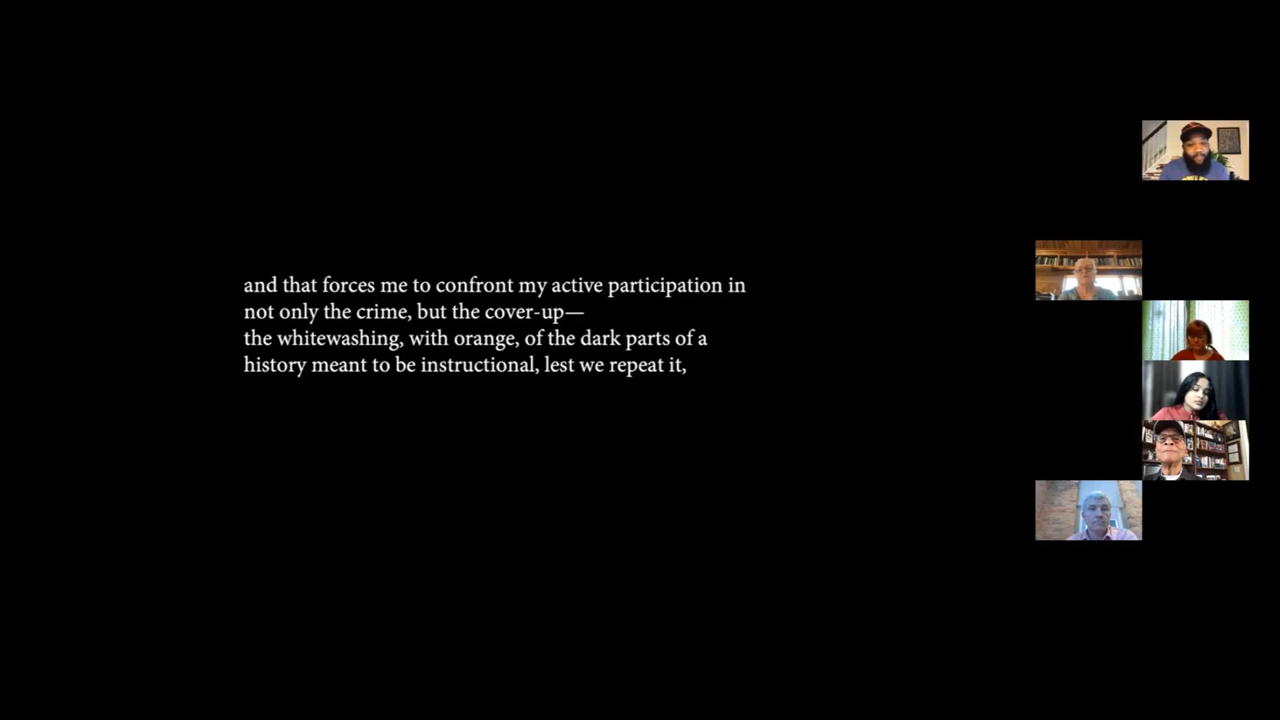 and that forces me to confront my active participation in
not only the crime, but the cover-up—
the whitewashing, with orange, of the dark parts of a
history meant to be instructional, lest we repeat it,